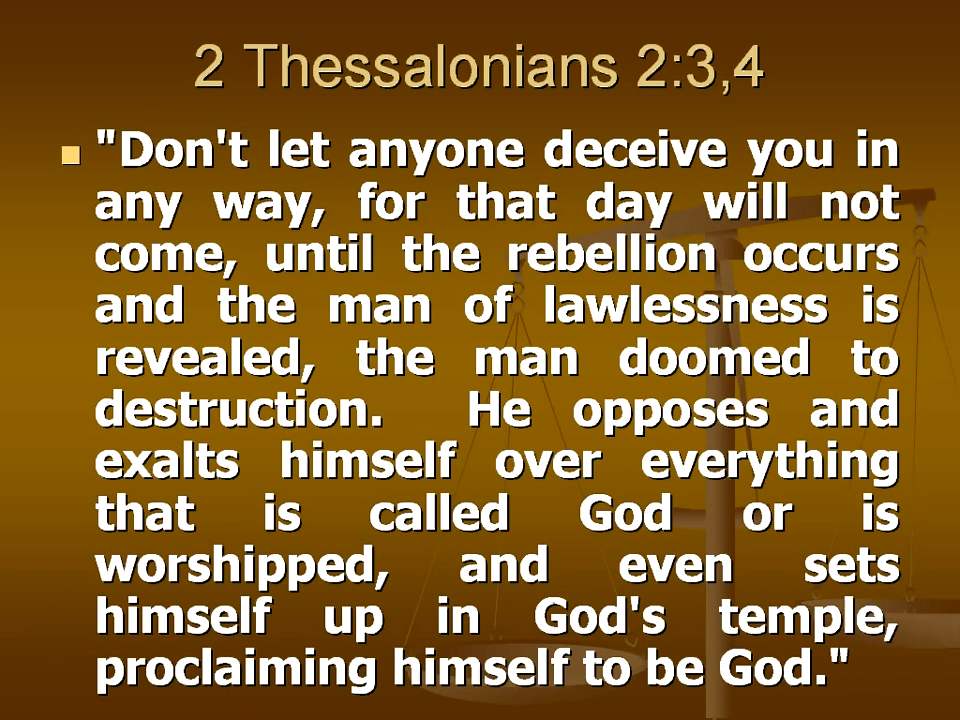 2 Thessalonians 2:3,4
"Don't let anyone deceive you in
any way, for that day will not
come, until the rebellion occurs
and the man of lawlessness is
revealed, the man doomed to
destruction. He opposes and
exalts himself over everything
that is called God or is
worshipped, and even sets
himself up in God's temple,
proclaiming himself to be God."